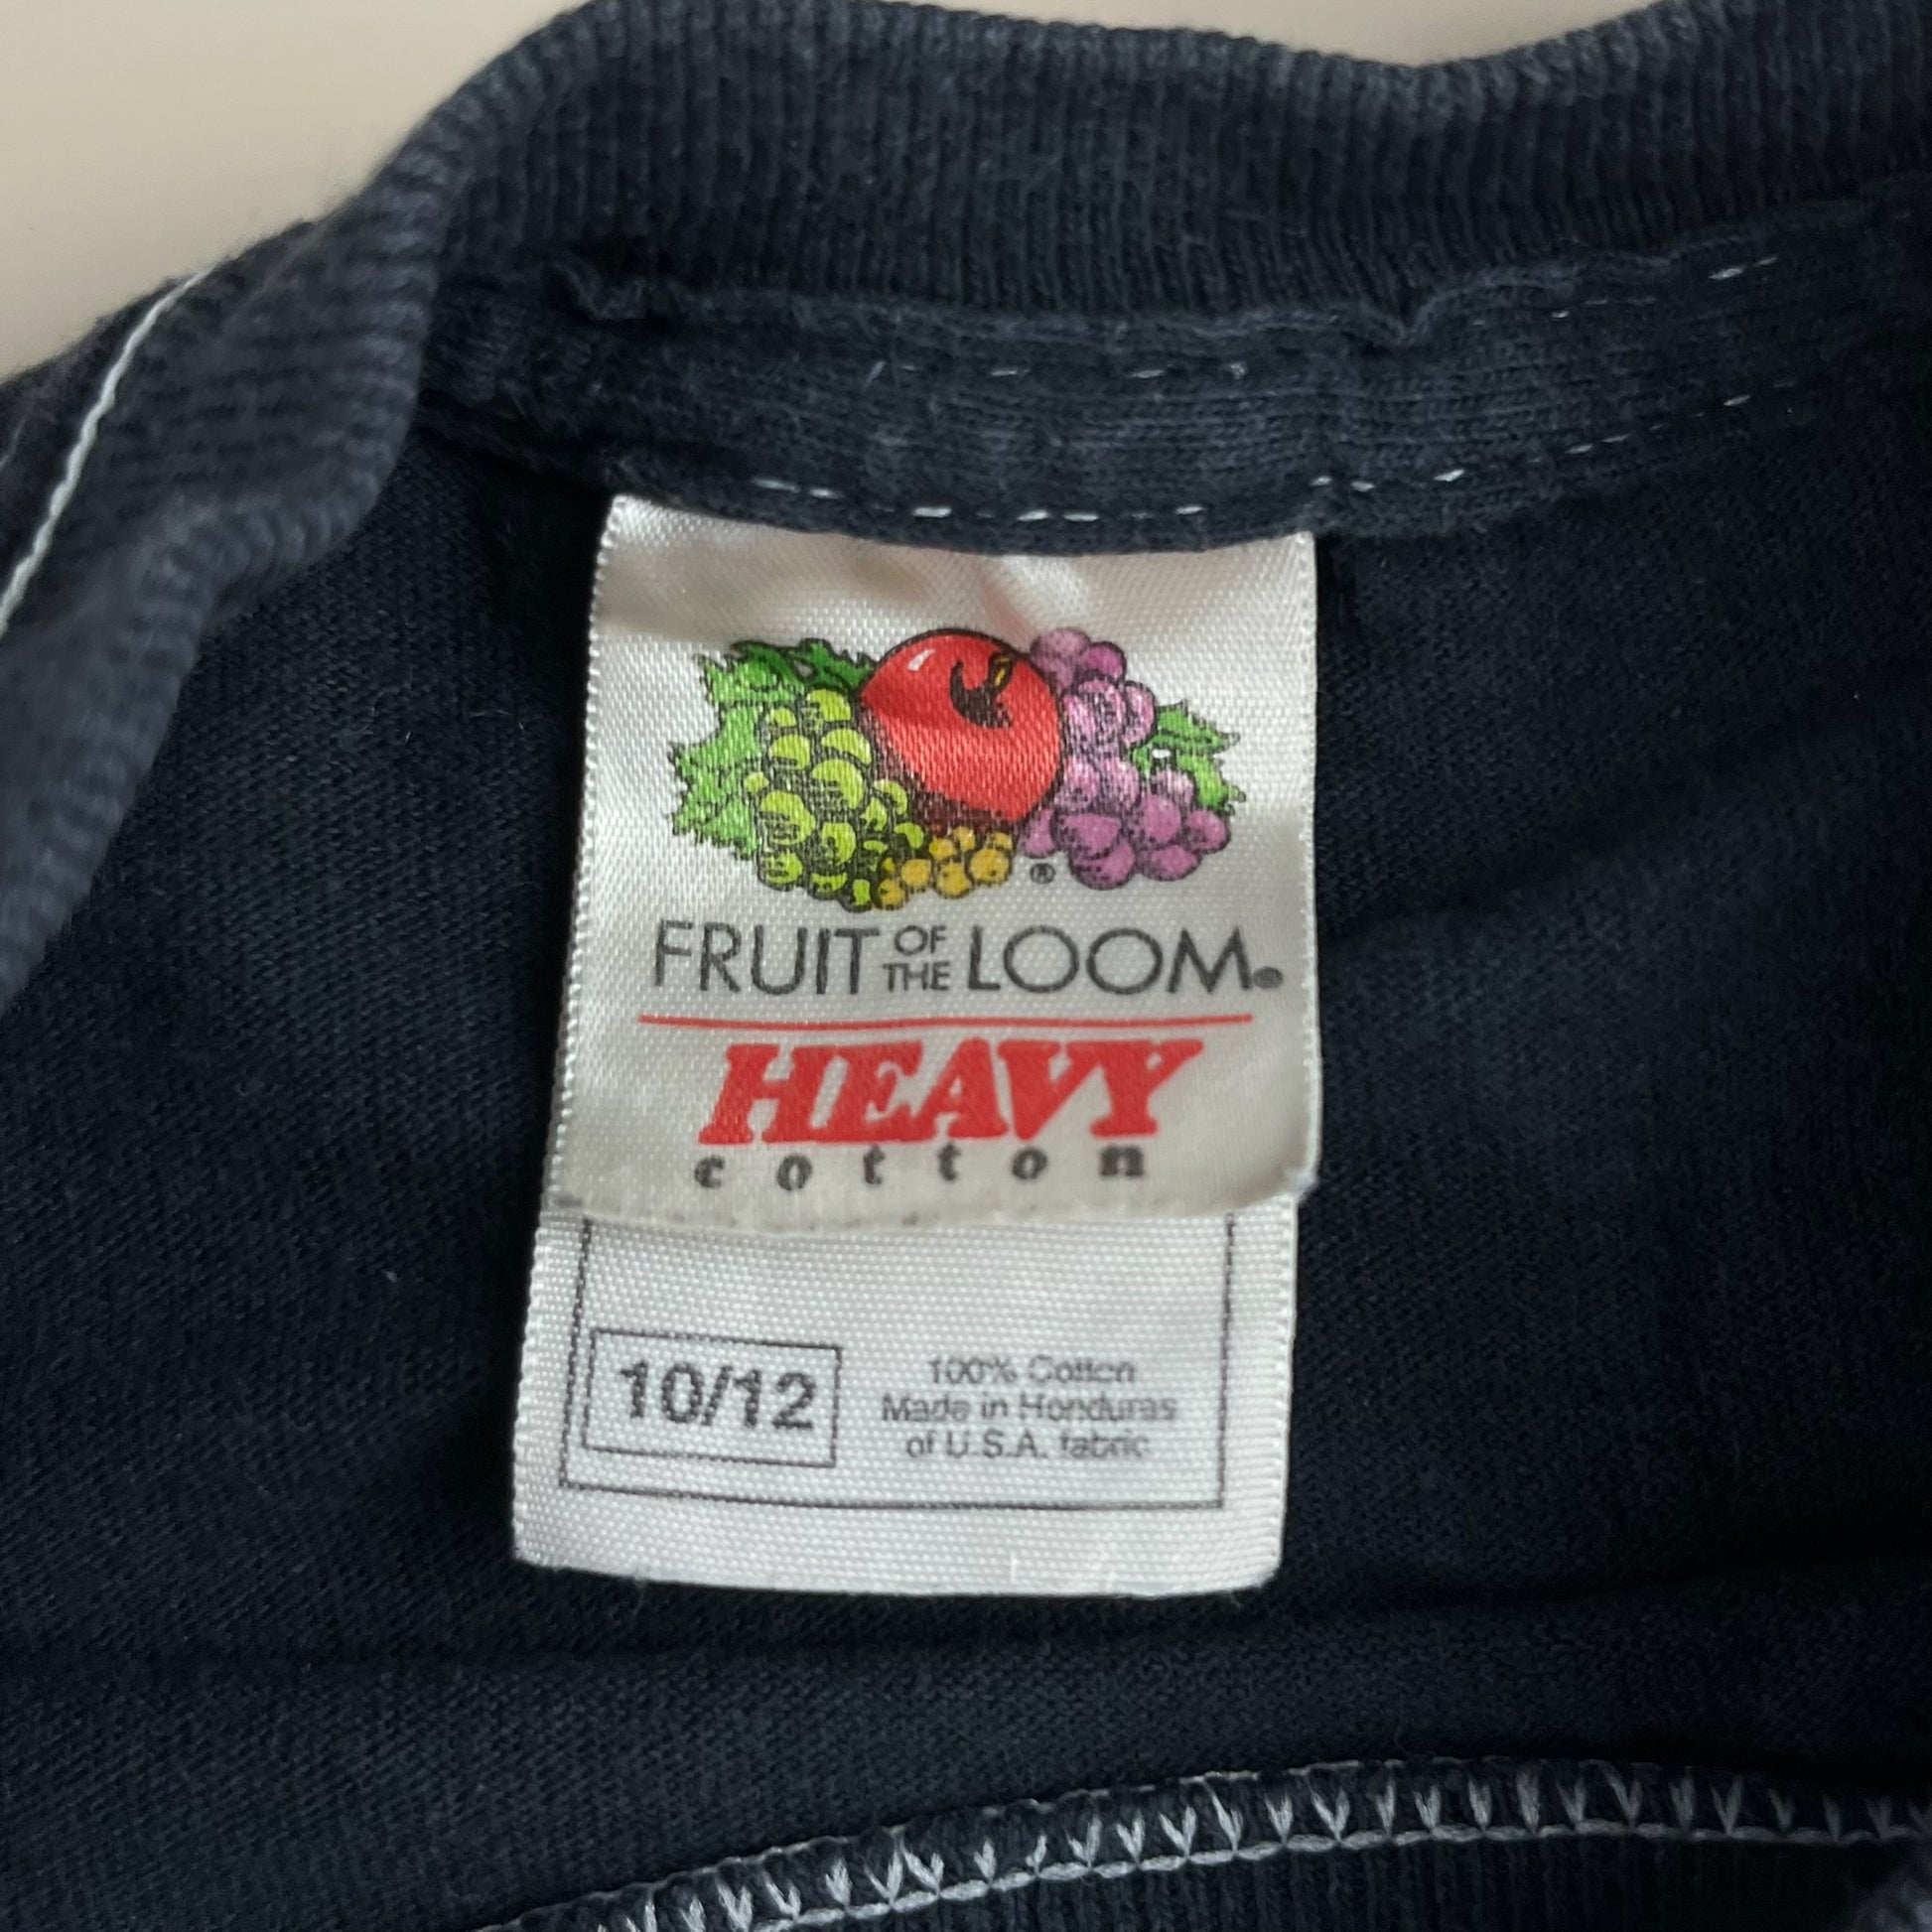 ®
FRUIT OF THE LOOM®
HEAVY
cotton
10/12
100% Cotton
Made in Honduras
of U.S.A. fabric